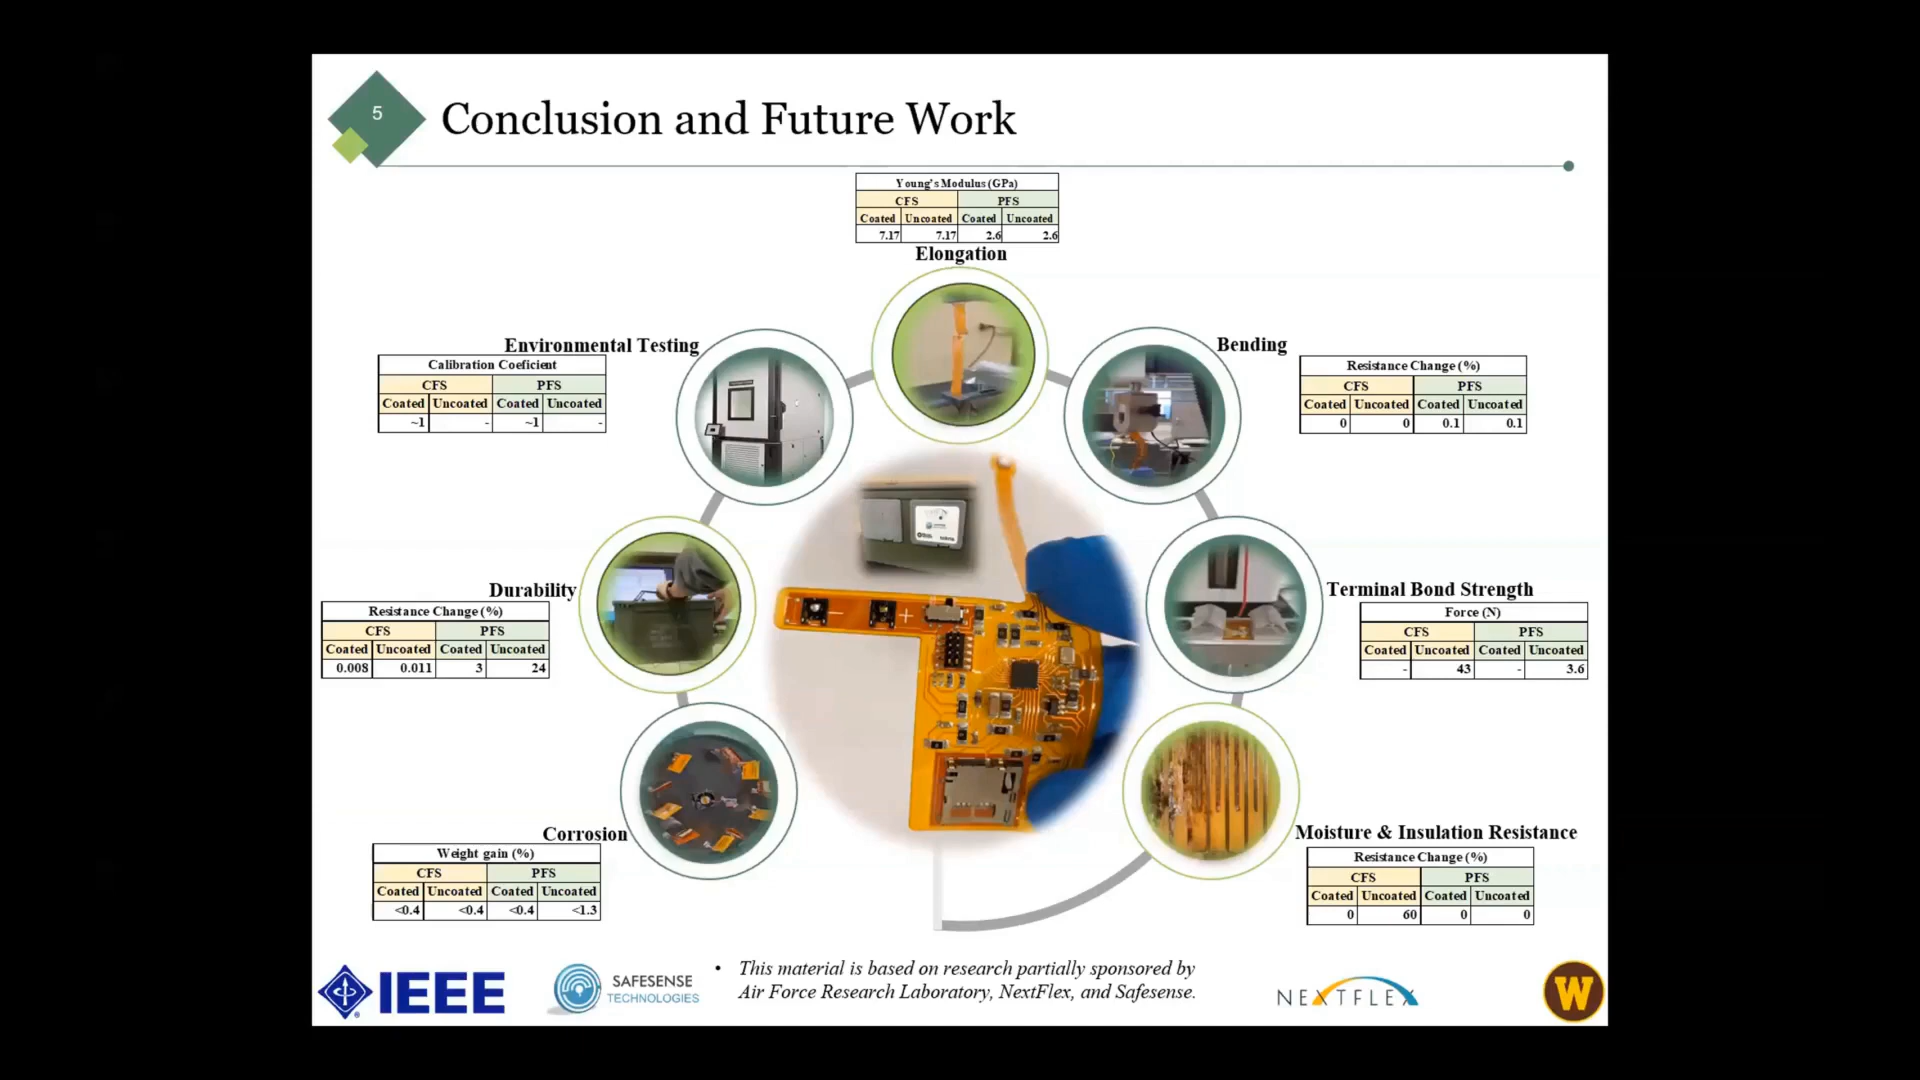 5
Conclusion and Future Work
Young's Modulus (GPa)
CFS PFS
Coated Uncoated Coated Uncoated
7.17 7.17 2.6 2.6
Elongation
Environmental Testing
Calibration Coeficient
CFS PFS
Coated Uncoated Coated Uncoated
~1 - ~1 -
Bending
Resistance Change (%)
CFS PFS
Coated Uncoated Coated Uncoated
0 0 0.1 0.1
Durability
Resistance Change (%)
CFS PFS
Coated Uncoated Coated Uncoated
0.008 0.011 3 24
Terminal Bond Strength
Force (N)
CFS PFS
Coated Uncoated Coated Uncoated
- 43 - 3.6
Corrosion
Weight gain (%)
CFS PFS
Coated Uncoated Coated Uncoated
<0.4 <0.4 <0.4 <1.3
Moisture & Insulation Resistance
Resistance Change (%)
CFS PFS
Coated Uncoated Coated Uncoated
0 60 0 0
IEEE
SAFESENSE
TECHNOLOGIES
• This material is based on research partially sponsored by
Air Force Research Laboratory, NextFlex, and Safesense.
NEXTFLEX
W